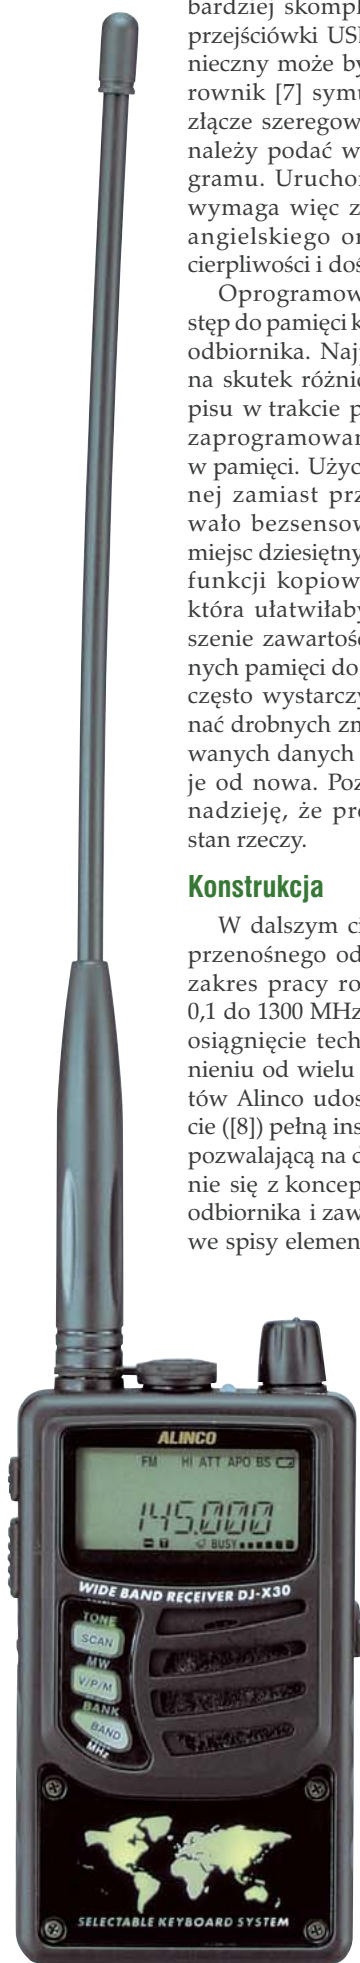 bardziej skompl
przejściówki USB
nieczny może by
rownik [7] symu
złącze szeregow
należy podać w
gramu. Urucho
wymaga więc z
angielskiego or
cierpliwości i doś
Oprogramow
stęp do pamięci k
odbiornika. Naj
na skutek różnic
pisu w trakcie p
zaprogramowar
w pamięci. Użyc
nej zamiast prz
wało bezsensow
miejsc dziesiętny
funkcji kopiow
która ułatwiłaby
szenie zawartoś
nych pamięci do
często wystarczy
nać drobnych zm
wanych danych
je od nowa. Poz
nadzieję, że pro
stan rzeczy.
Konstrukcja
W dalszym ci
przenośnego od
zakres pracy ro
0,1 do 1300 MHz
osiągnięcie tech
nieniu od wielu
tów Alinco udos
cie ([8]) pełną ins
pozwalającą na d
nie się z koncep
odbiornika i zaw
we spisy elemen
ALINCO
FM HI ATT APO BS
145.000
BUSY
WIDE BAND RECEIVER DJ-X30
TONE
SCAN
MW
V/P/M
BANK
BAND
MHz
SELECTABLE KEYBOARD SYSTEM